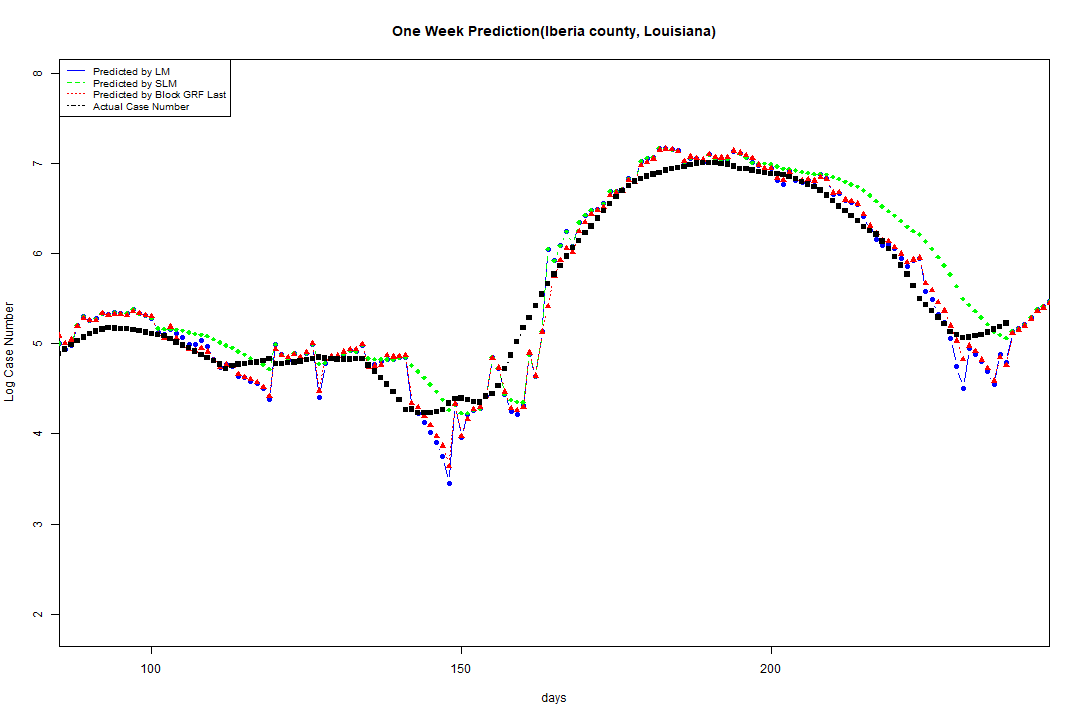 One Week Prediction(Iberia county, Louisiana)
Predicted by LM
Predicted by SLM
Predicted by Block GRF Last
Actual Case Number
8
7
6
5
4
3
2
Log Case Number
100 150 200
days